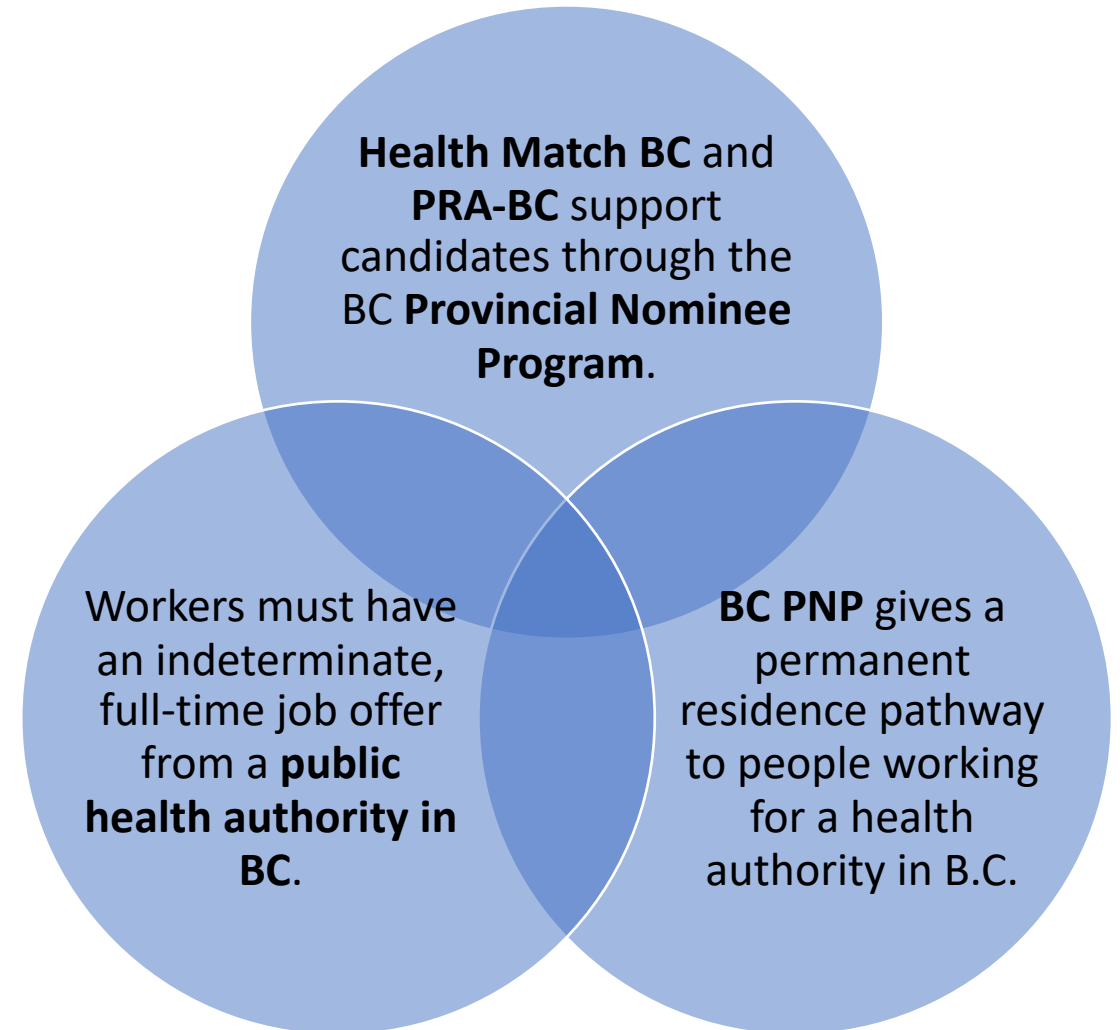 Health Match BC and
PRA-BC support
candidates through the
BC Provincial Nominee
Program.
Workers must have
an indeterminate,
full-time job offer
from a public
health authority in
BC.
BC PNP gives a
permanent
residence pathway
to people working
for a health
authority in B.C.